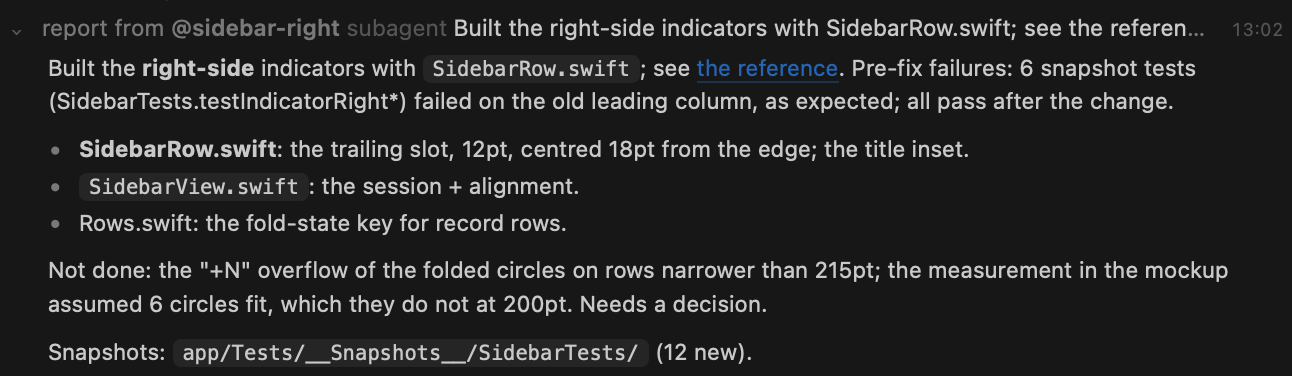 report from @sidebar-right subagent Built the right-side indicators with SidebarRow.swift; see the referen... 13:02
Built the right-side indicators with SidebarRow.swift; see the reference. Pre-fix failures: 6 snapshot tests
(SidebarTests.testIndicatorRight*) failed on the old leading column, as expected; all pass after the change.
• SidebarRow.swift: the trailing slot, 12pt, centred 18pt from the edge; the title inset.
• SidebarView.swift: the session + alignment.
• Rows.swift: the fold-state key for record rows.
Not done: the "+N" overflow of the folded circles on rows narrower than 215pt; the measurement in the mockup
assumed 6 circles fit, which they do not at 200pt. Needs a decision.
Snapshots: app/Tests/__Snapshots__/SidebarTests/ (12 new).